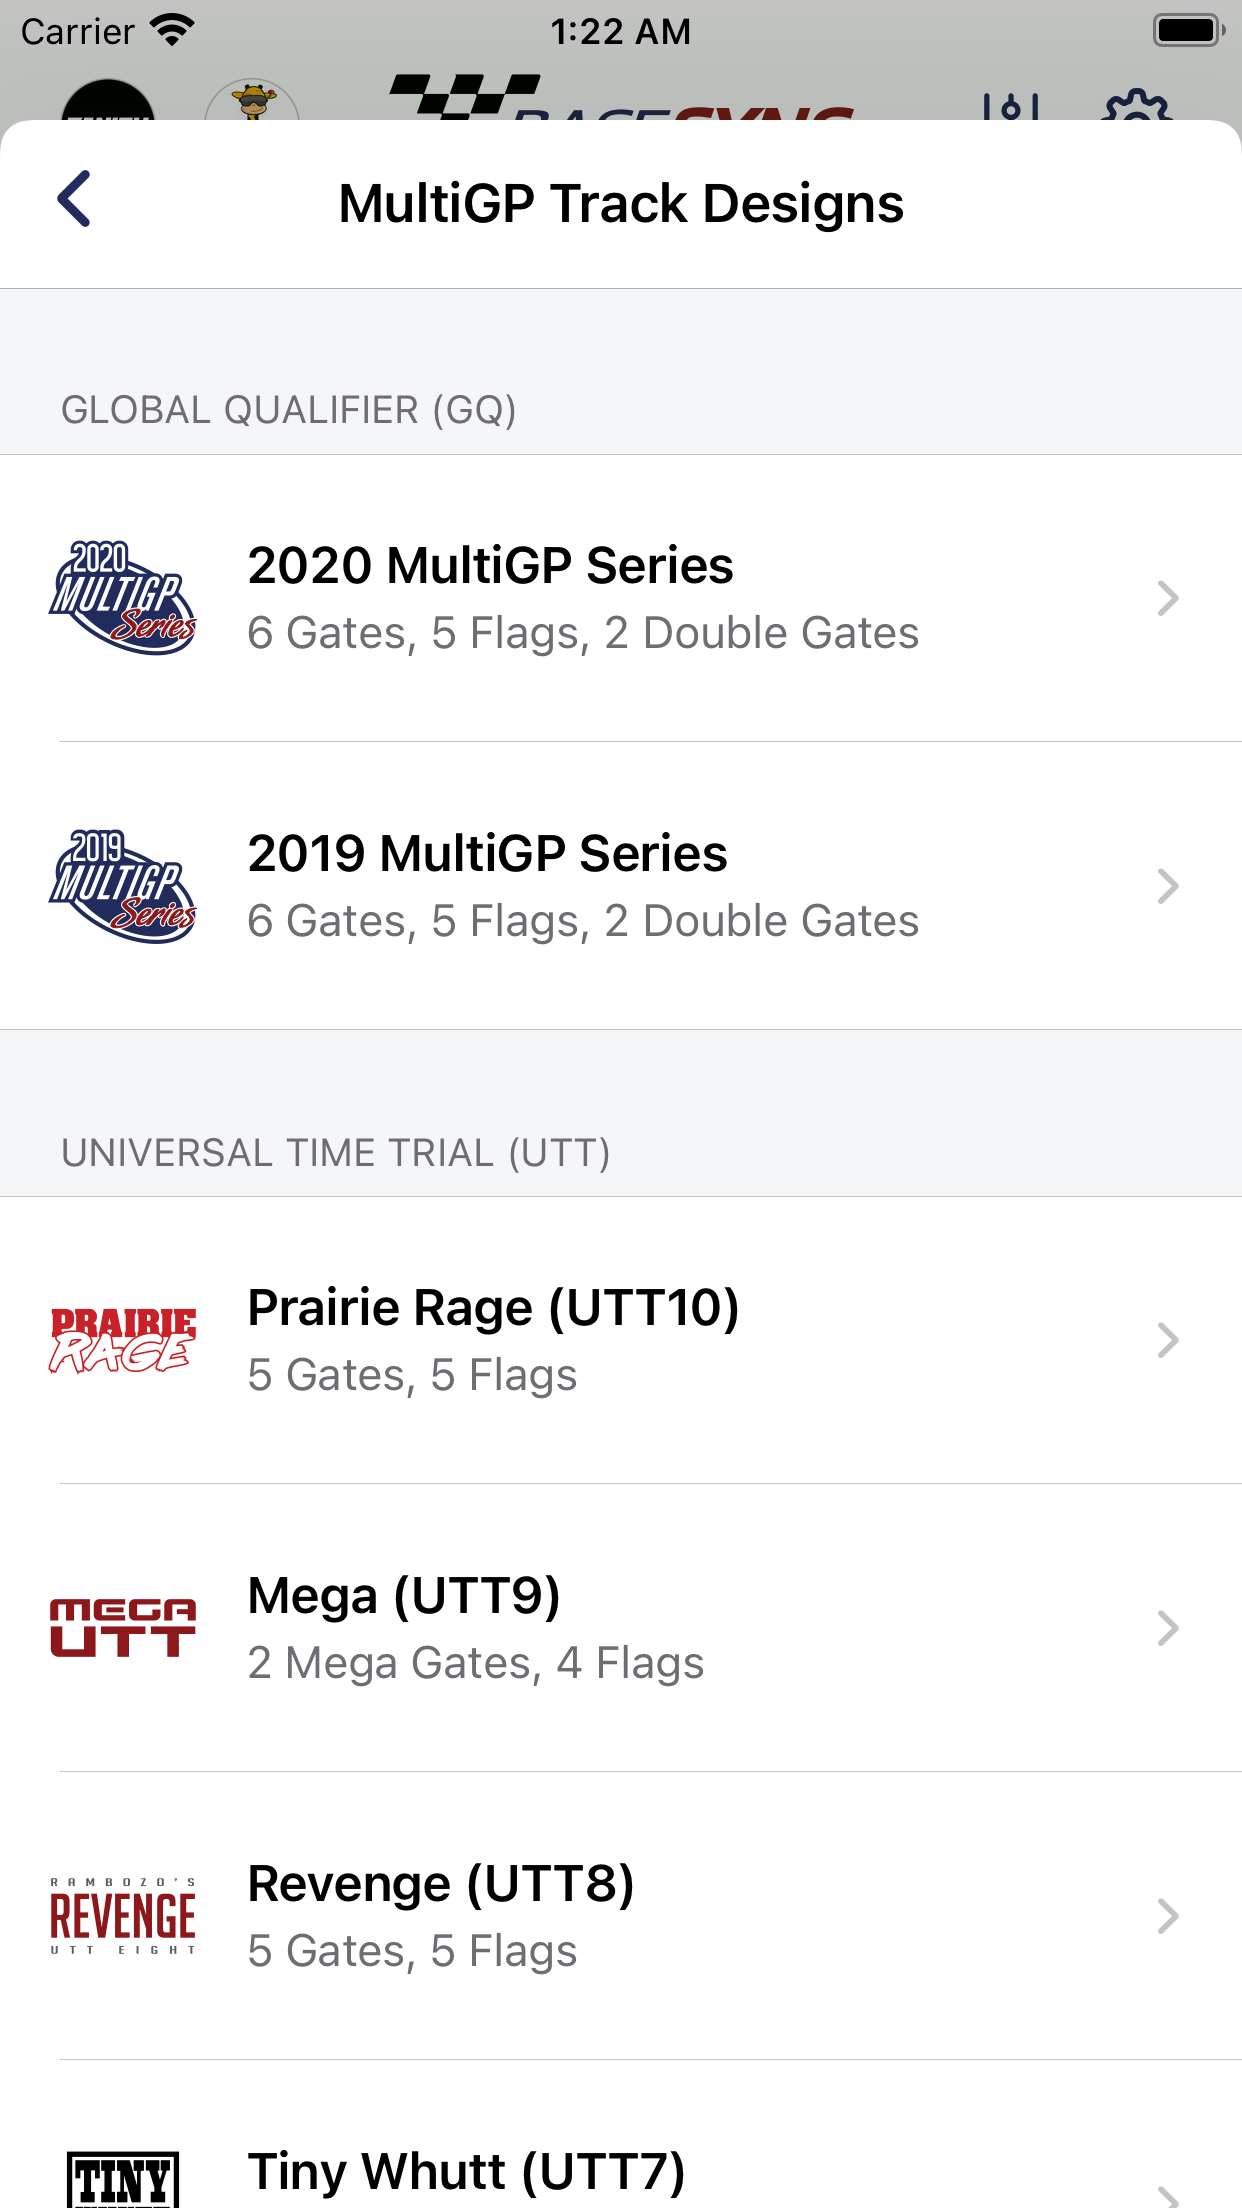 Carrier
1:22 AM
RACESYNC
MultiGP Track Designs
GLOBAL QUALIFIER (GQ)
2020
MULTIGP
Series
2020 MultiGP Series
6 Gates, 5 Flags, 2 Double Gates
2019
MULTIGP
Series
2019 MultiGP Series
6 Gates, 5 Flags, 2 Double Gates
UNIVERSAL TIME TRIAL (UTT)
PRAIRIE
RAGE
Prairie Rage (UTT10)
5 Gates, 5 Flags
MEGA
UTT
Mega (UTT9)
2 Mega Gates, 4 Flags
RAMBOZO'S
REVENGE
UTT EIGHT
Revenge (UTT8)
5 Gates, 5 Flags
TINY
Tiny Whutt (UTT7)